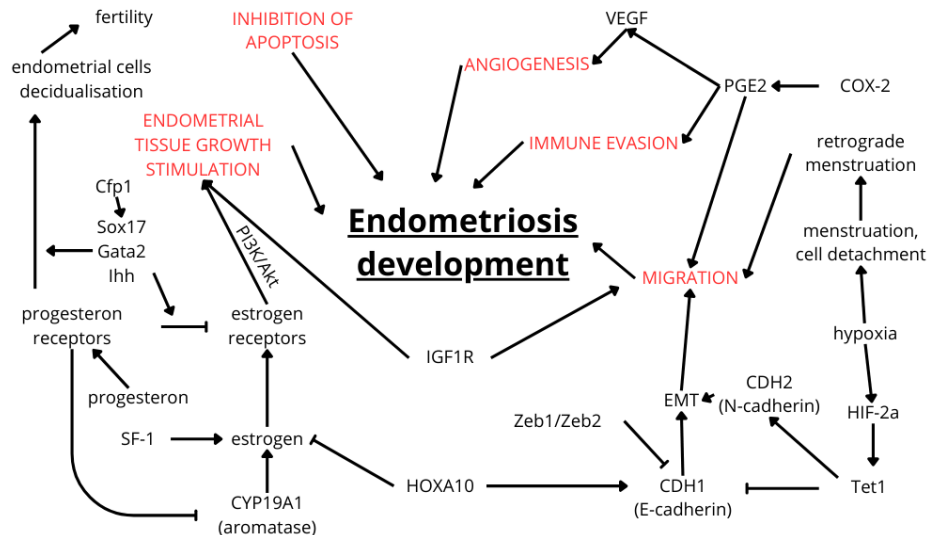 fertility
INHIBITION OF
APOPTOSIS
VEGF
endometrial cells
decidualisation
ANGIOGENESIS
PGE2
COX-2
ENDOMETRIAL
TISSUE GROWTH
STIMULATION
IMMUNE EVASION
retrograde
menstruation
Cfp1
Sox17
Gata2
Ihh
PI3K/Akt
Endometriosis
development
menstruation,
cell detachment
MIGRATION
progesteron
receptors
estrogen
receptors
hypoxia
IGF1R
progesteron
EMT
CDH2
(N-cadherin)
HIF-2a
Zeb1/Zeb2
SF-1
estrogen
HOXA10
CDH1
(E-cadherin)
Tet1
CYP19A1
(aromatase)